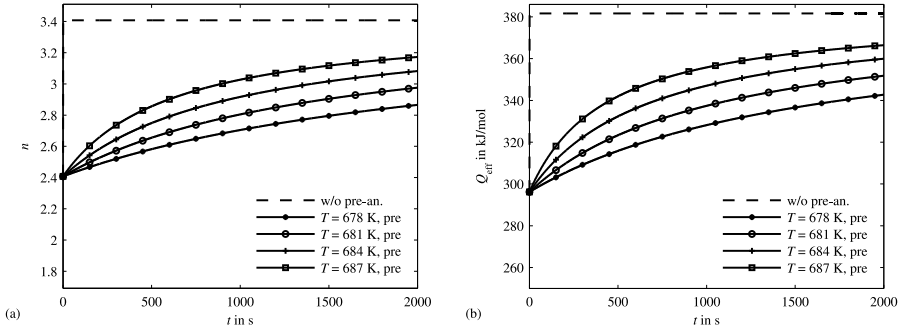 3.4
3.2
3
2.8
2.6
2.4
2.2
2
1.8
n
w/o pre-an.
T = 678 K, pre
T = 681 K, pre
T = 684 K, pre
T = 687 K, pre
0 500 1000 1500 2000
t in s
(a)
380
360
340
320
300
280
260
Qeff in kJ/mol
w/o pre-an.
T = 678 K, pre
T = 681 K, pre
T = 684 K, pre
T = 687 K, pre
0 500 1000 1500 2000
t in s
(b)